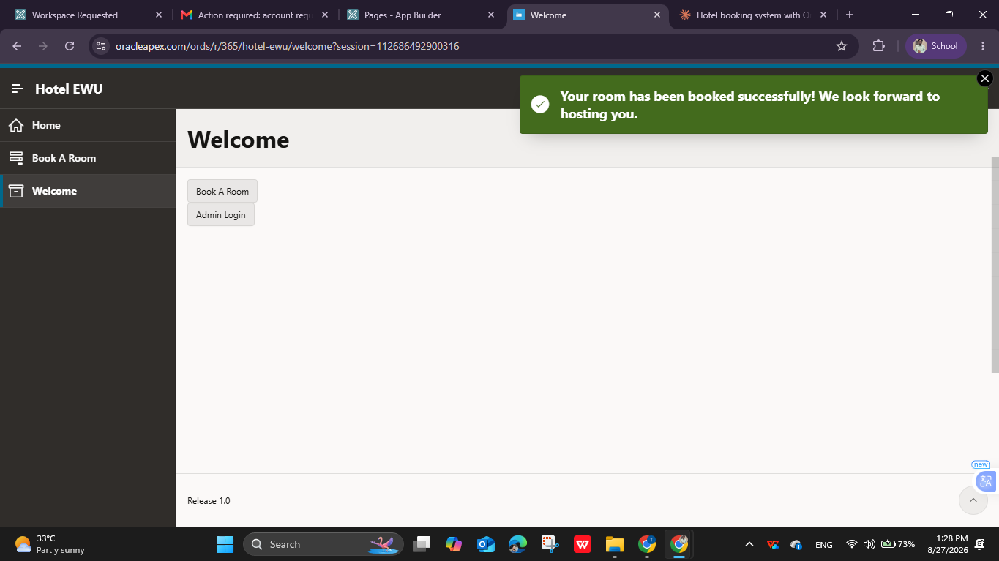 Workspace Requested
Action required: account requ
Pages - App Builder
Welcome
Hotel booking system with O
oracleapex.com/ords/r/365/hotel-ewu/welcome?session=112686492900316
School
Hotel EWU
Your room has been booked successfully! We look forward to
hosting you.
Home
Book A Room
Welcome
Welcome
Book A Room
Admin Login
new
Release 1.0
33°C
Partly sunny
Search
ENG
73%
1:28 PM
8/27/2026